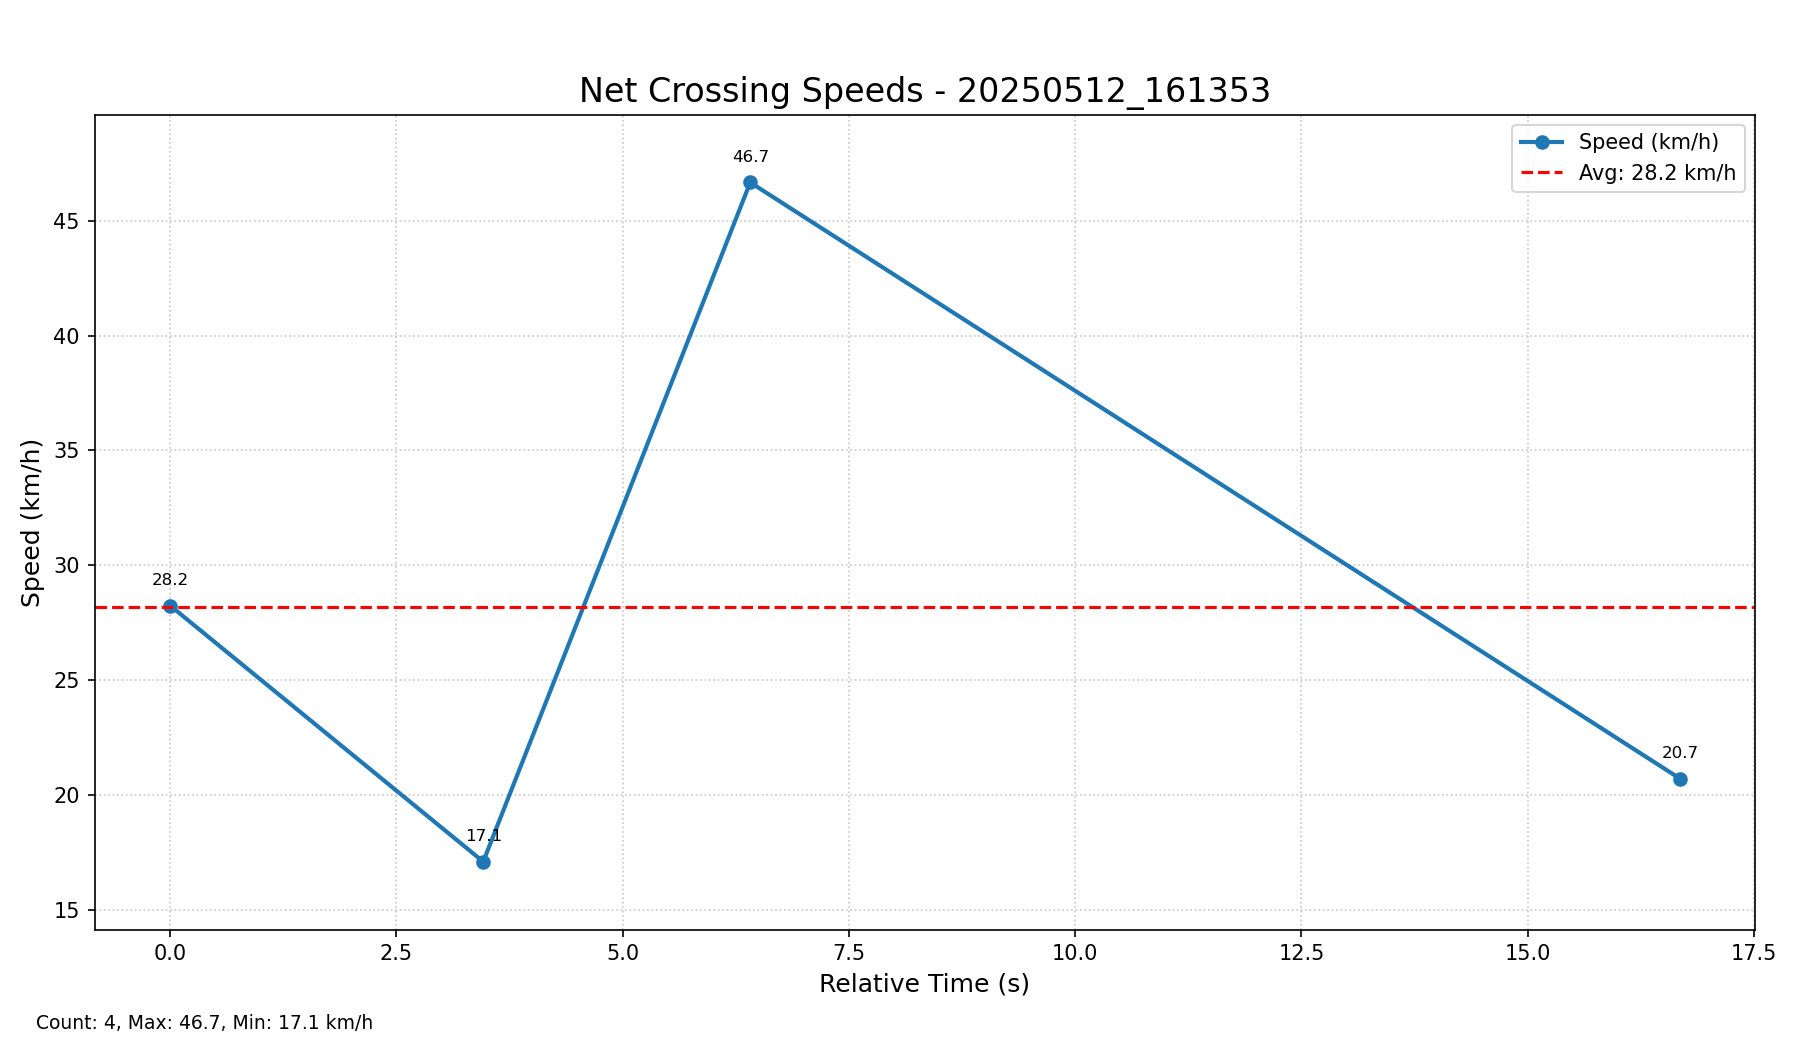 Net Crossing Speeds - 20250512_161353
Speed (km/h)
Avg: 28.2 km/h
46.7
45
40
35
30
28.2
25
20.7
20
17.1
15
Speed (km/h)
0.0 2.5 5.0 7.5 10.0 12.5 15.0 17.5
Relative Time (s)
Count: 4, Max: 46.7, Min: 17.1 km/h